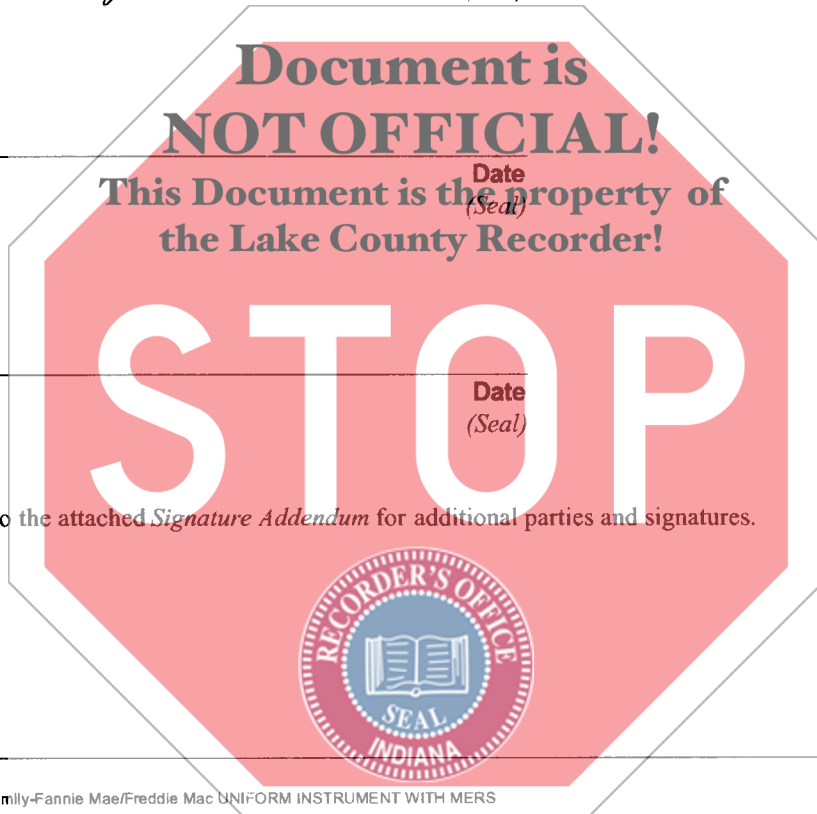 Document is
NOT OFFICIAL!
Date
This Document is the property of
(Seal)
the Lake County Recorder!
STOP
Date
(Seal)
the attached Signature Addendum for additional parties and signatures.
RECORDER'S OFFICE
SEAL
INDIANA
mily-Fannie Mae/Freddie Mac UNIFORM INSTRUMENT WITH MERS